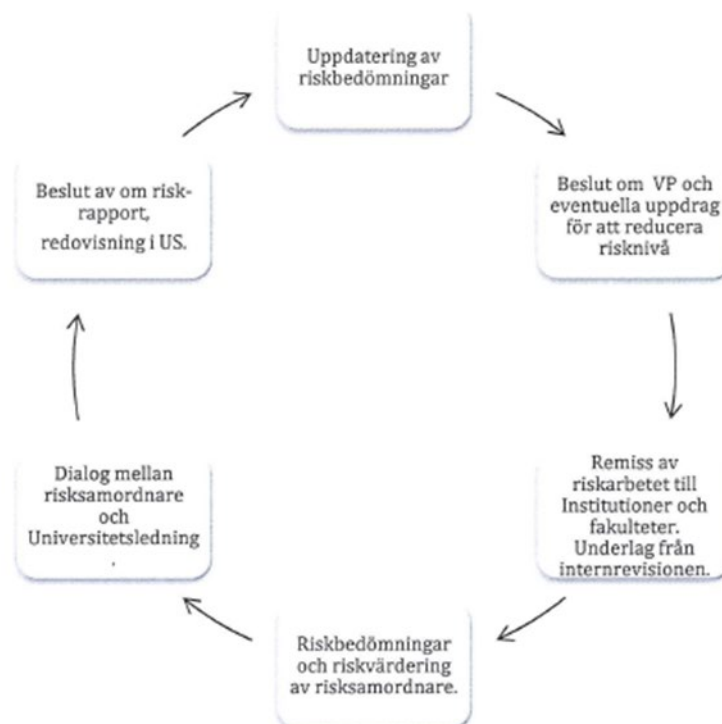 Uppdatering av
riskbedömningar
Beslut om VP och
eventuella uppdrag
för att reducera
risknivå
Remiss av
riskarbetet till
Institutioner och
fakulteter.
Underlag från
internrevisionen.
Riskbedömningar
och riskvärdering
av risksamordnare.
Dialog mellan
risksamordnare
och
Universitetsledning
.
Beslut av om risk-
rapport,
redovisning i US.